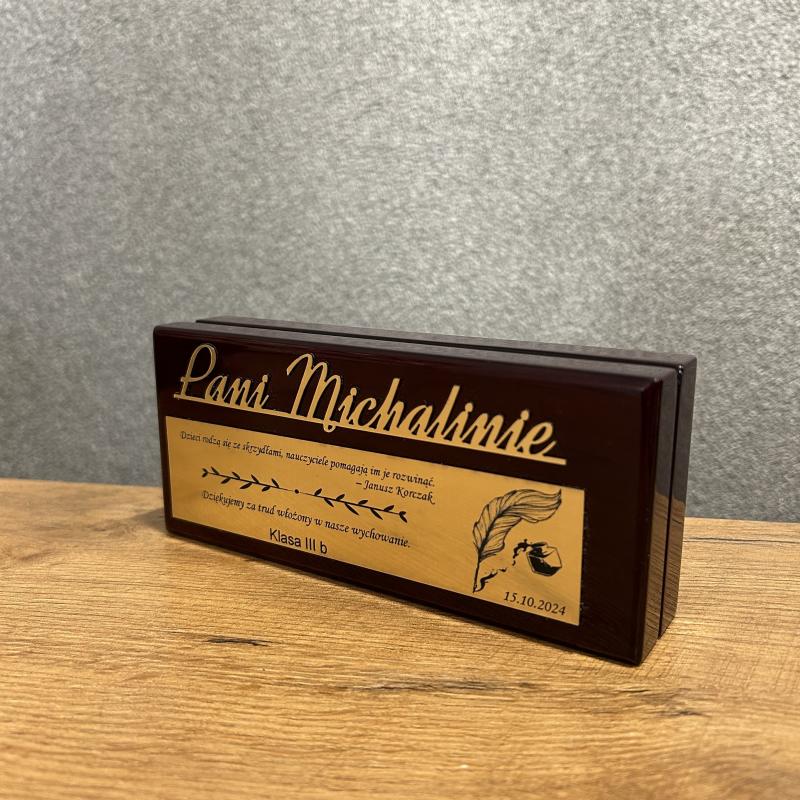 Pani Michalinie
Dzieci rodzą się ze skrzydłami, nauczyciele pomagają im je rozwinąć.
– Janusz Korczak
Dziękujemy za trud włożony w nasze wychowanie.
Klasa III b
15.10.2024